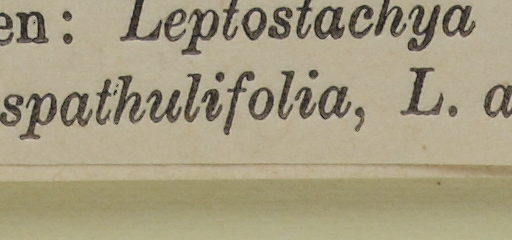 en: Leptostachya
spathulifolia, L. a